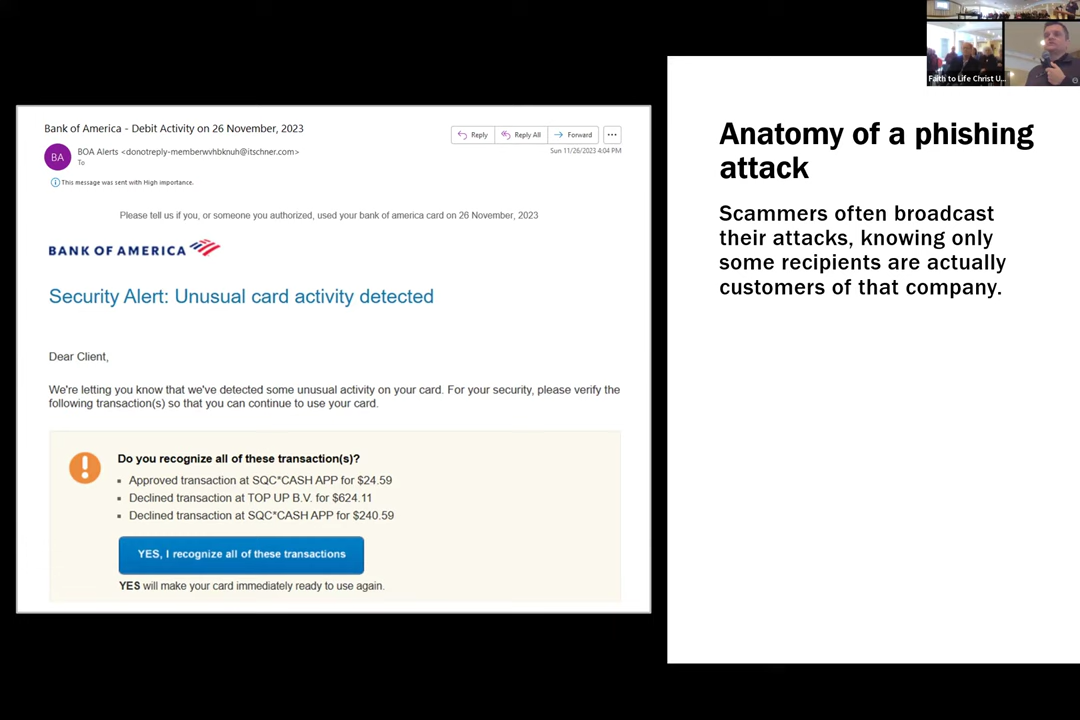 Bank of America - Debit Activity on 26 November, 2023
BA
BOA Alerts <donotreply-memberwvhbknuh@itschner.com>
To
Reply
Reply All
Forward
Sun 11/26/2023 4:04 PM
This message was sent with High importance.
Please tell us if you, or someone you authorized, used your bank of america card on 26 November, 2023
BANK OF AMERICA
Security Alert: Unusual card activity detected
Dear Client,
We're letting you know that we've detected some unusual activity on your card. For your security, please verify the
following transaction(s) so that you can continue to use your card.
Do you recognize all of these transaction(s)?
Approved transaction at SQC*CASH APP for $24.59
Declined transaction at TOP UP B.V. for $624.11
Declined transaction at SQC*CASH APP for $240.59
YES, I recognize all of these transactions
YES will make your card immediately ready to use again.
Faith to Life Christ U...
Anatomy of a phishing
attack
Scammers often broadcast
their attacks, knowing only
some recipients are actually
customers of that company.